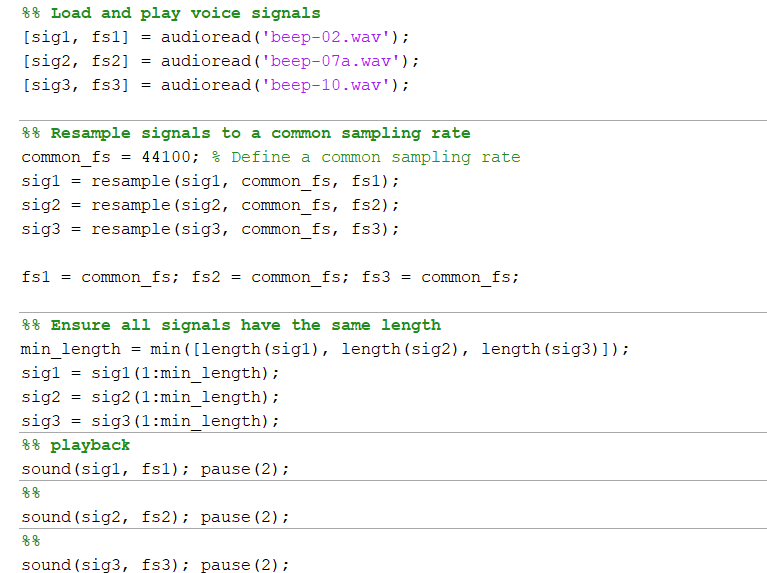 %% Load and play voice signals
[sig1, fs1] = audioread('beep-02.wav');
[sig2, fs2] = audioread('beep-07a.wav');
[sig3, fs3] = audioread('beep-10.wav');
%% Resample signals to a common sampling rate
common_fs = 44100; % Define a common sampling rate
sig1 = resample(sig1, common_fs, fs1);
sig2 = resample(sig2, common_fs, fs2);
sig3 = resample(sig3, common_fs, fs3);
fs1 = common_fs; fs2 = common_fs; fs3 = common_fs;
%% Ensure all signals have the same length
min_length = min([length(sig1), length(sig2), length(sig3)]);
sig1 = sig1(1:min_length);
sig2 = sig2(1:min_length);
sig3 = sig3(1:min_length);
%% playback
sound(sig1, fs1); pause(2);
%%
sound(sig2, fs2); pause(2);
%%
sound(sig3, fs3); pause(2);